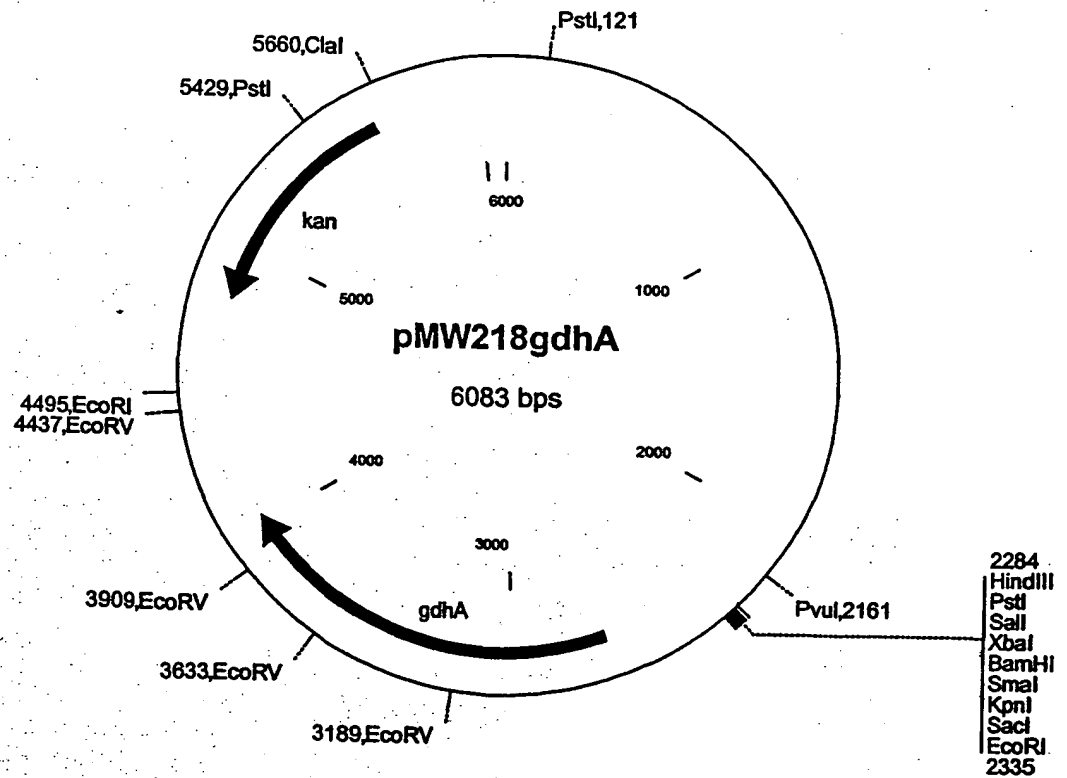 PstI,121
5660,ClaI
5429,PstI
6000
kan
5000
1000
pMW218gdhA
6083 bps
4495,EcoRI
4437,EcoRV
4000
2000
3000
3909,EcoRV
gdhA
PvuI,2161
3633,EcoRV
3189,EcoRV
2284
HindIII
PstI
SalI
XbaI
BamHI
SmaI
KpnI
SacI
EcoRI
2335